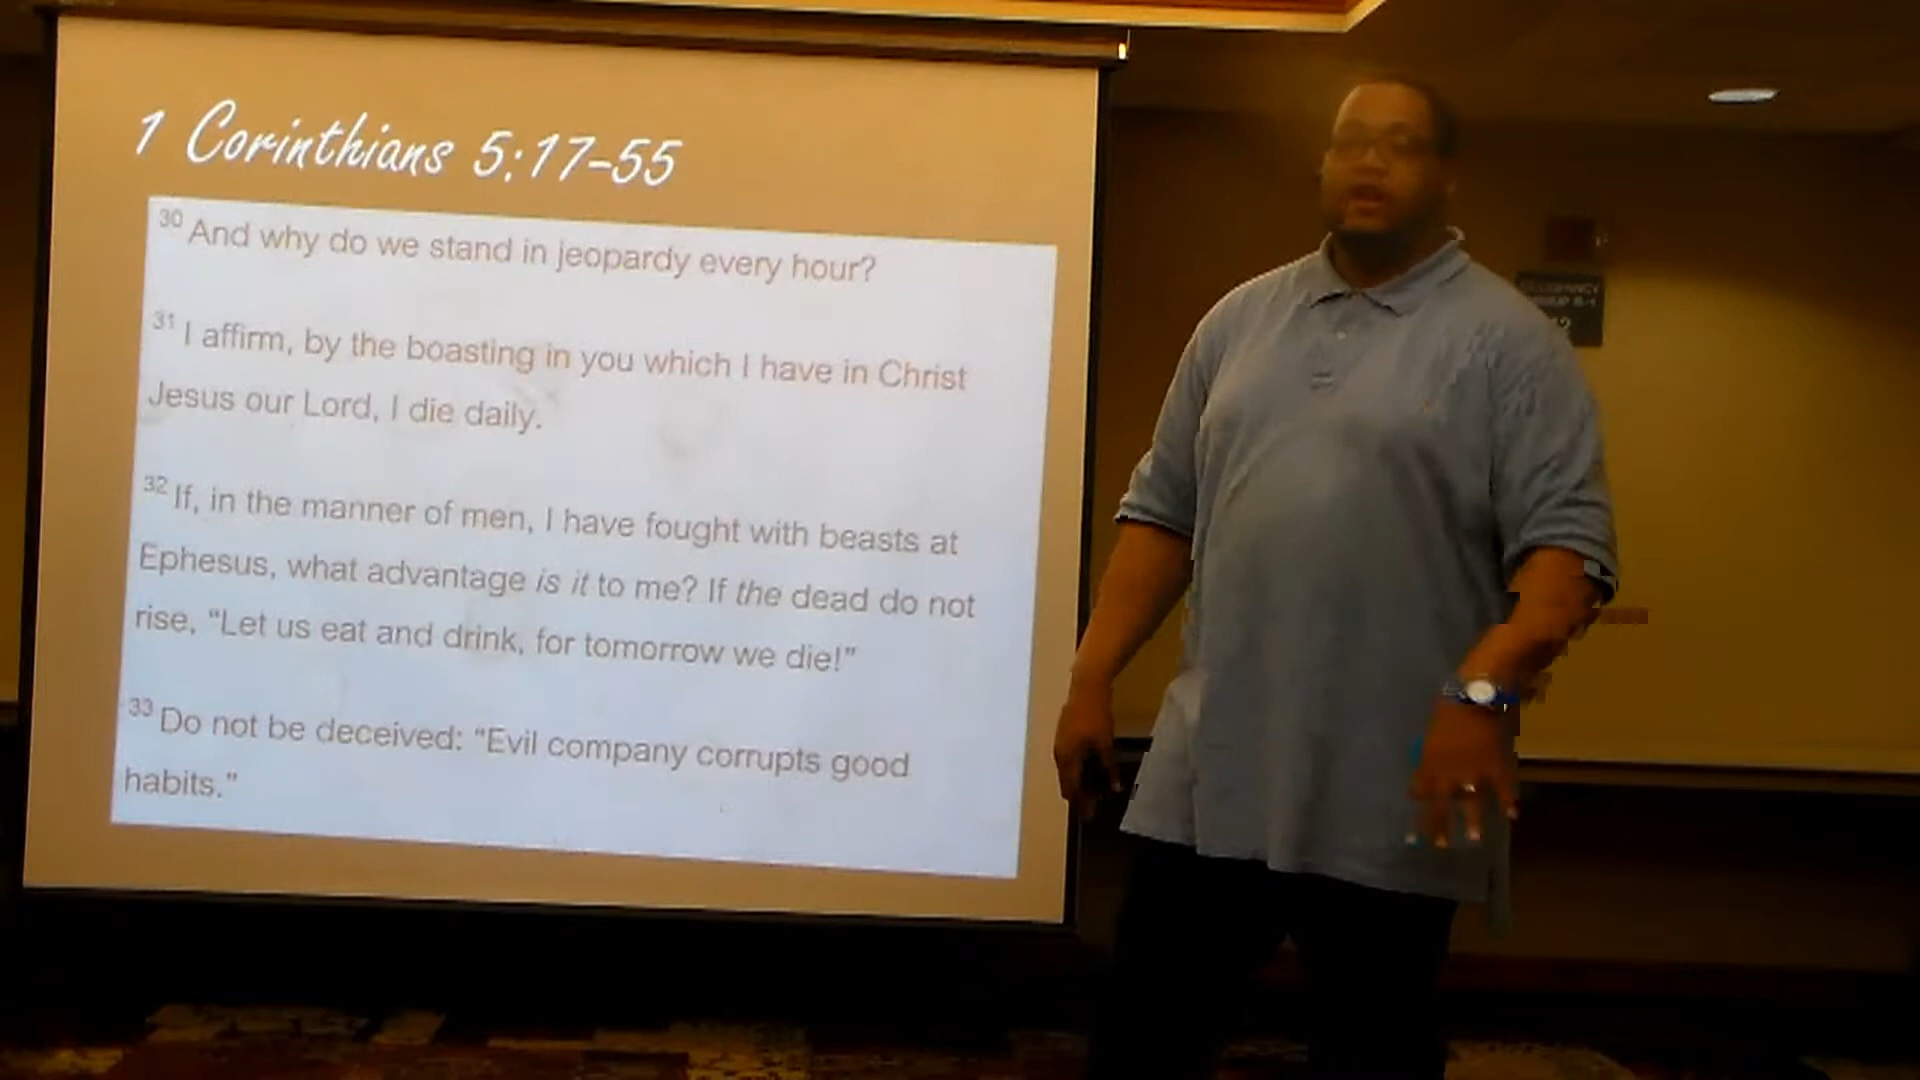 1 Corinthians 5:17-55
30 And why do we stand in jeopardy every hour?
31 I affirm, by the boasting in you which I have in Christ
Jesus our Lord, I die daily.
32 If, in the manner of men, I have fought with beasts at
Ephesus, what advantage is it to me? If the dead do not
rise, “Let us eat and drink, for tomorrow we die!”
33 Do not be deceived: “Evil company corrupts good
habits.”